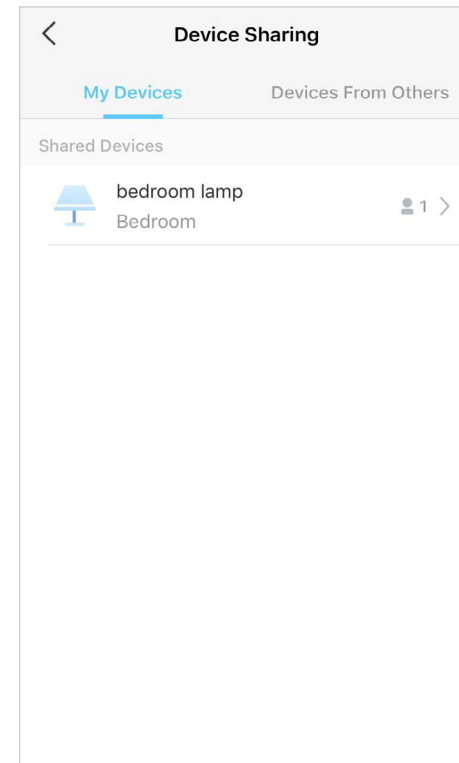 Device Sharing
My Devices Devices From Others
Shared Devices
bedroom lamp
Bedroom
1